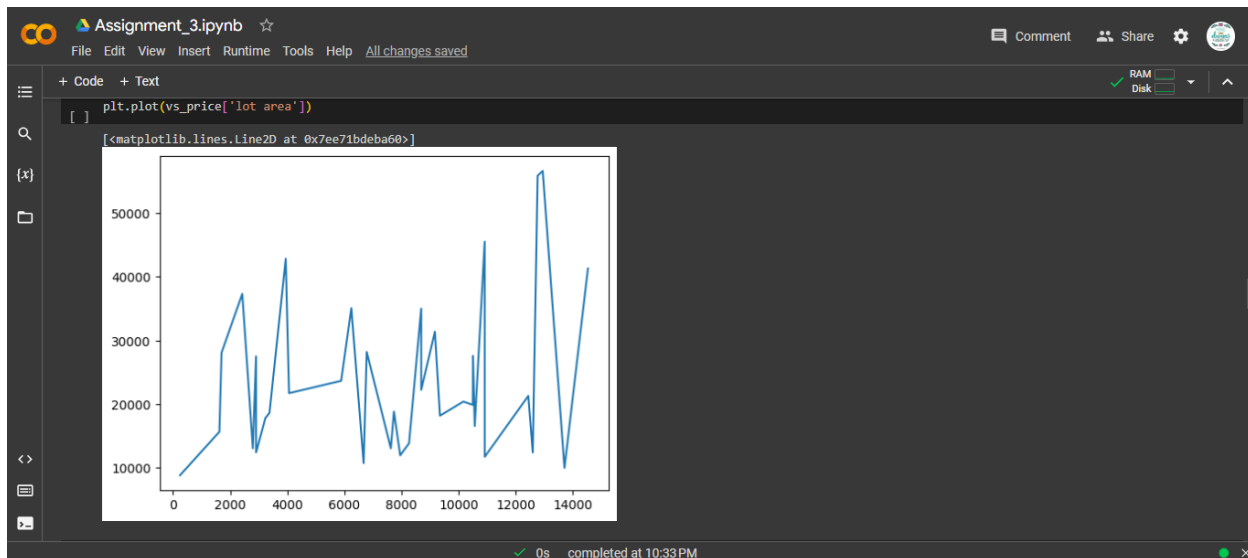 Assignment_3.ipynb
File Edit View Insert Runtime Tools Help All changes saved
Comment Share
+ Code + Text
RAM
Disk
plt.plot(vs_price['lot area'])
[ ]
[<matplotlib.lines.Line2D at 0x7ee71bdeba60>]
{x}
50000
40000
30000
20000
10000
0 2000 4000 6000 8000 10000 12000 14000
0s completed at 10:33 PM